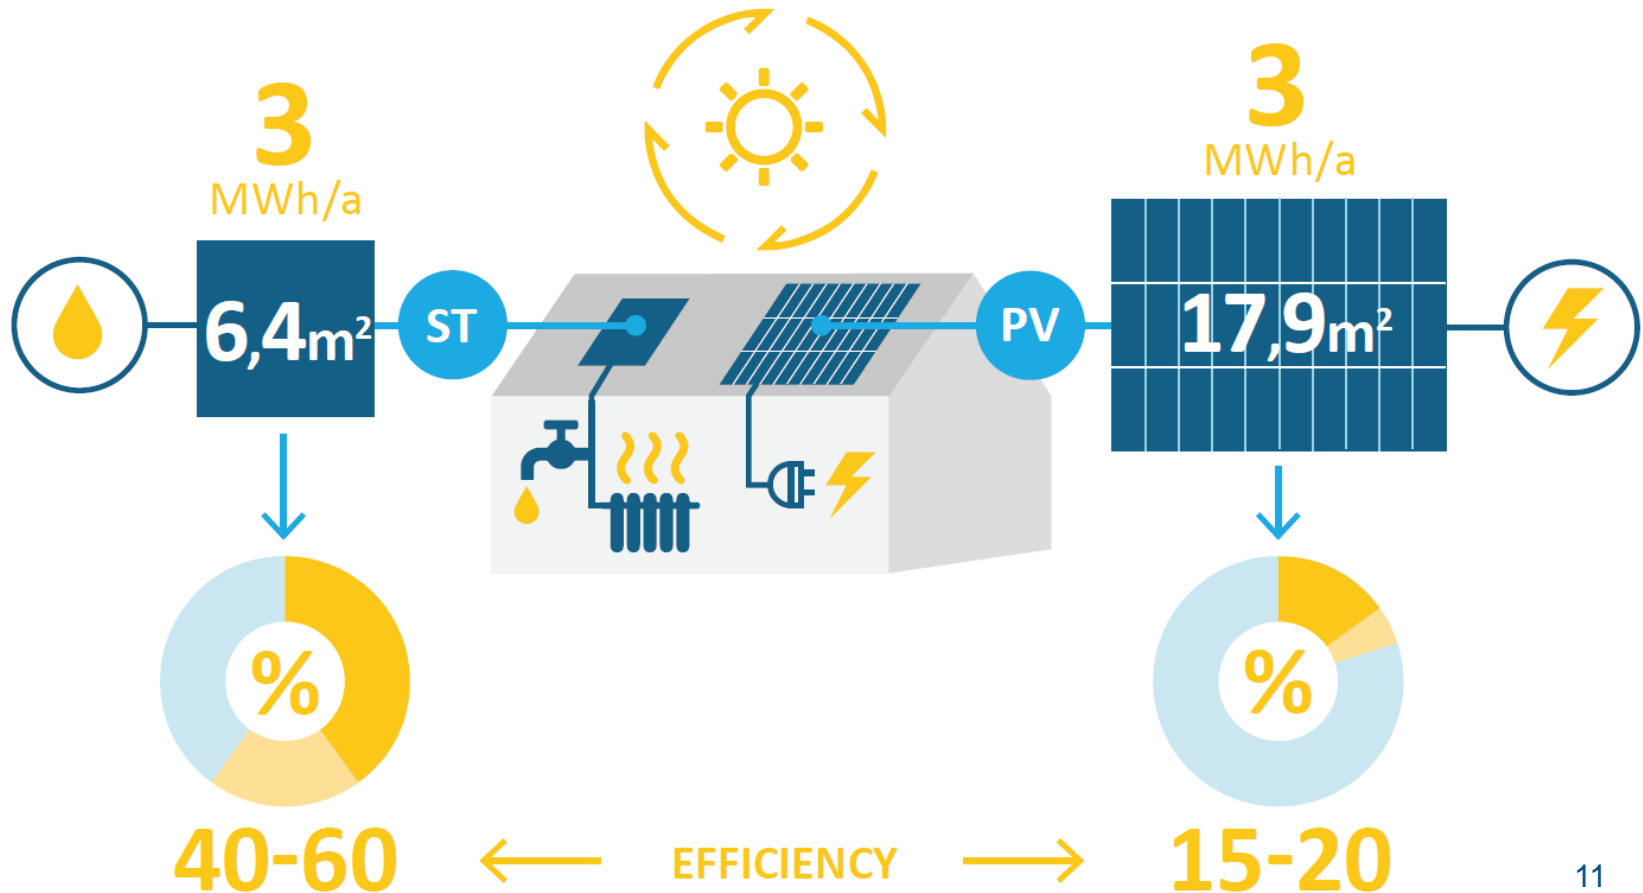 3
MWh/a
3
MWh/a
6,4m²
ST
PV
17,9m²
%
%
40-60
EFFICIENCY
15-20
11